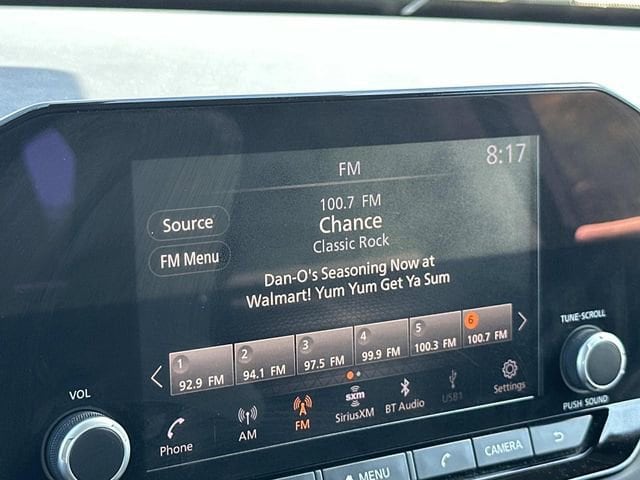 FM
8:17
100.7 FM
Chance
Classic Rock
Source
FM Menu
Dan-O's Seasoning Now at
Walmart! Yum Yum Get Ya Sum
1 92.9 FM
2 94.1 FM
3 97.5 FM
4 99.9 FM
5 100.3 FM
6 100.7 FM
Phone
AM
FM
sxm
SiriusXM
BT Audio
USB1
Settings
VOL
TUNE·SCROLL
PUSH SOUND
MENU
CAMERA